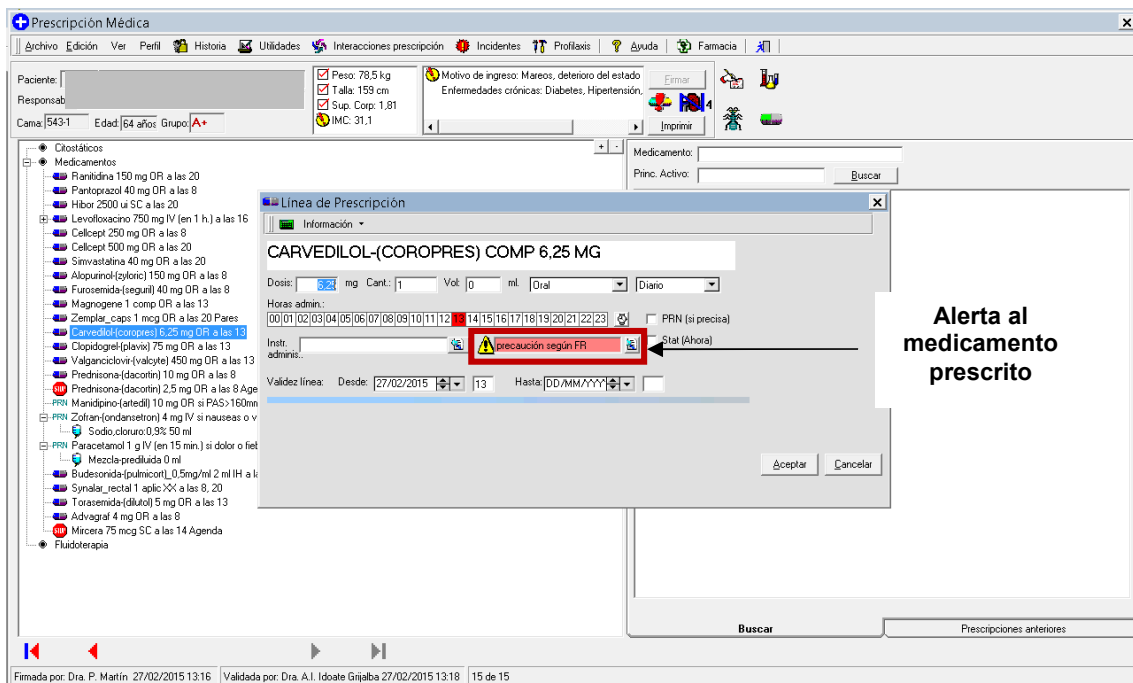 Prescripción Médica
Archivo Edición Ver Perfil Historia Utilidades Interacciones prescripción Incidentes Profilaxis Ayuda Farmacia
Paciente:
Responsab
Cama: 543-1 Edad: 64 años Grupo: A+
Peso: 78,5 kg
Talla: 159 cm
Sup. Corp: 1,81
IMC: 31,1
Motivo de ingreso: Mareos, deterioro del estado
Enfermedades crónicas: Diabetes, Hipertensión,
Firmar
4
Imprimir
Citostáticos
Medicamentos
Ranitidina 150 mg OR a las 20
Pantoprazol 40 mg OR a las 8
Hibor 2500 ui SC a las 20
Levofloxacino 750 mg IV (en 1 h.) a las 16
Cellcept 250 mg OR a las 8
Cellcept 500 mg OR a las 20
Simvastatina 40 mg OR a las 20
Alopurinol-(zyloric) 150 mg OR a las 8
Furosemida-(seguril) 40 mg OR a las 8
Magnogene 1 comp OR a las 13
Zemplar_caps 1 mcg OR a las 20 Pares
Carvedilol-(coropres) 6,25 mg OR a las 13
Clopidogrel-(plavix) 75 mg OR a las 13
Valganciclovir-(valcyte) 450 mg OR a las 13
Prednisona-(dacortin) 10 mg OR a las 8
STOP Prednisona-(dacortin) 2,5 mg OR a las 8 Age
PRN Manidipino-(artedil) 10 mg OR si PAS>160mm
PRN Zofran-(ondansetron) 4 mg IV si nauseas o v
Sodio,cloruro:0,9% 50 ml
PRN Paracetamol 1 g IV (en 15 min.) si dolor o fieb
Mezcla-prediluida 0 ml
Budesonida-(pulmicort)_0,5mg/ml 2 ml IH a la
Synalar_rectal 1 aplic XX a las 8, 20
Torasemida-(dilutol) 5 mg OR a las 13
Advagraf 4 mg OR a las 8
STOP Mircera 75 mcg SC a las 14 Agenda
Fluidoterapia
+ -
Medicamento:
Princ. Activo:
Buscar
Línea de Prescripción
Información
CARVEDILOL-(COROPRES) COMP 6,25 MG
Dosis: 6,25 mg Cant.: 1 Vol: 0 ml. Oral Diario
Horas admin.:
00 01 02 03 04 05 06 07 08 09 10 11 12 13 14 15 16 17 18 19 20 21 22 23 PRN (si precisa)
Instr. adminis.. precaución según FR Stat (Ahora)
Validez línea: Desde: 27/02/2015 13 Hasta: DD/MM/YYY
Aceptar Cancelar
Alerta al
medicamento
prescrito
Buscar Prescripciones anteriores
Firmada por: Dra. P. Martín 27/02/2015 13:16 Validada por: Dra. A.I. Idoate Grijalba 27/02/2015 13:18 15 de 15